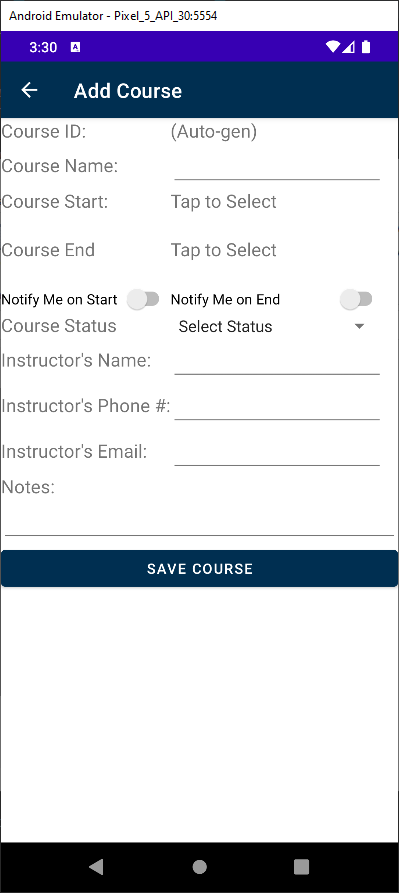 Android Emulator - Pixel_5_API_30:5554
3:30 A
Add Course
Course ID: (Auto-gen)
Course Name:
Course Start: Tap to Select
Course End Tap to Select
Notify Me on Start Notify Me on End
Course Status Select Status
Instructor's Name:
Instructor's Phone #:
Instructor's Email:
Notes:
SAVE COURSE